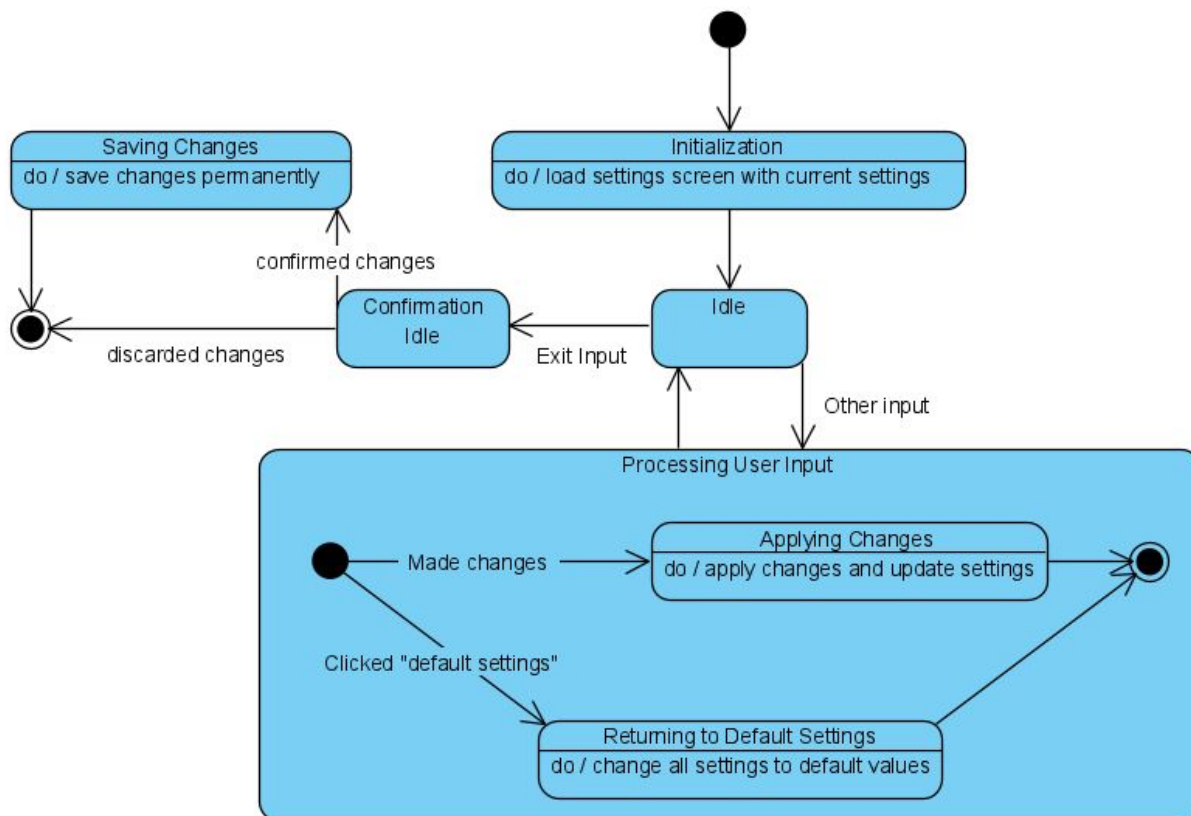 Saving Changes
do / save changes permanently
Initialization
do / load settings screen with current settings
confirmed changes
Confirmation
Idle
Idle
discarded changes
Exit Input
Other input
Processing User Input
Made changes
Applying Changes
do / apply changes and update settings
Clicked "default settings"
Returning to Default Settings
do / change all settings to default values